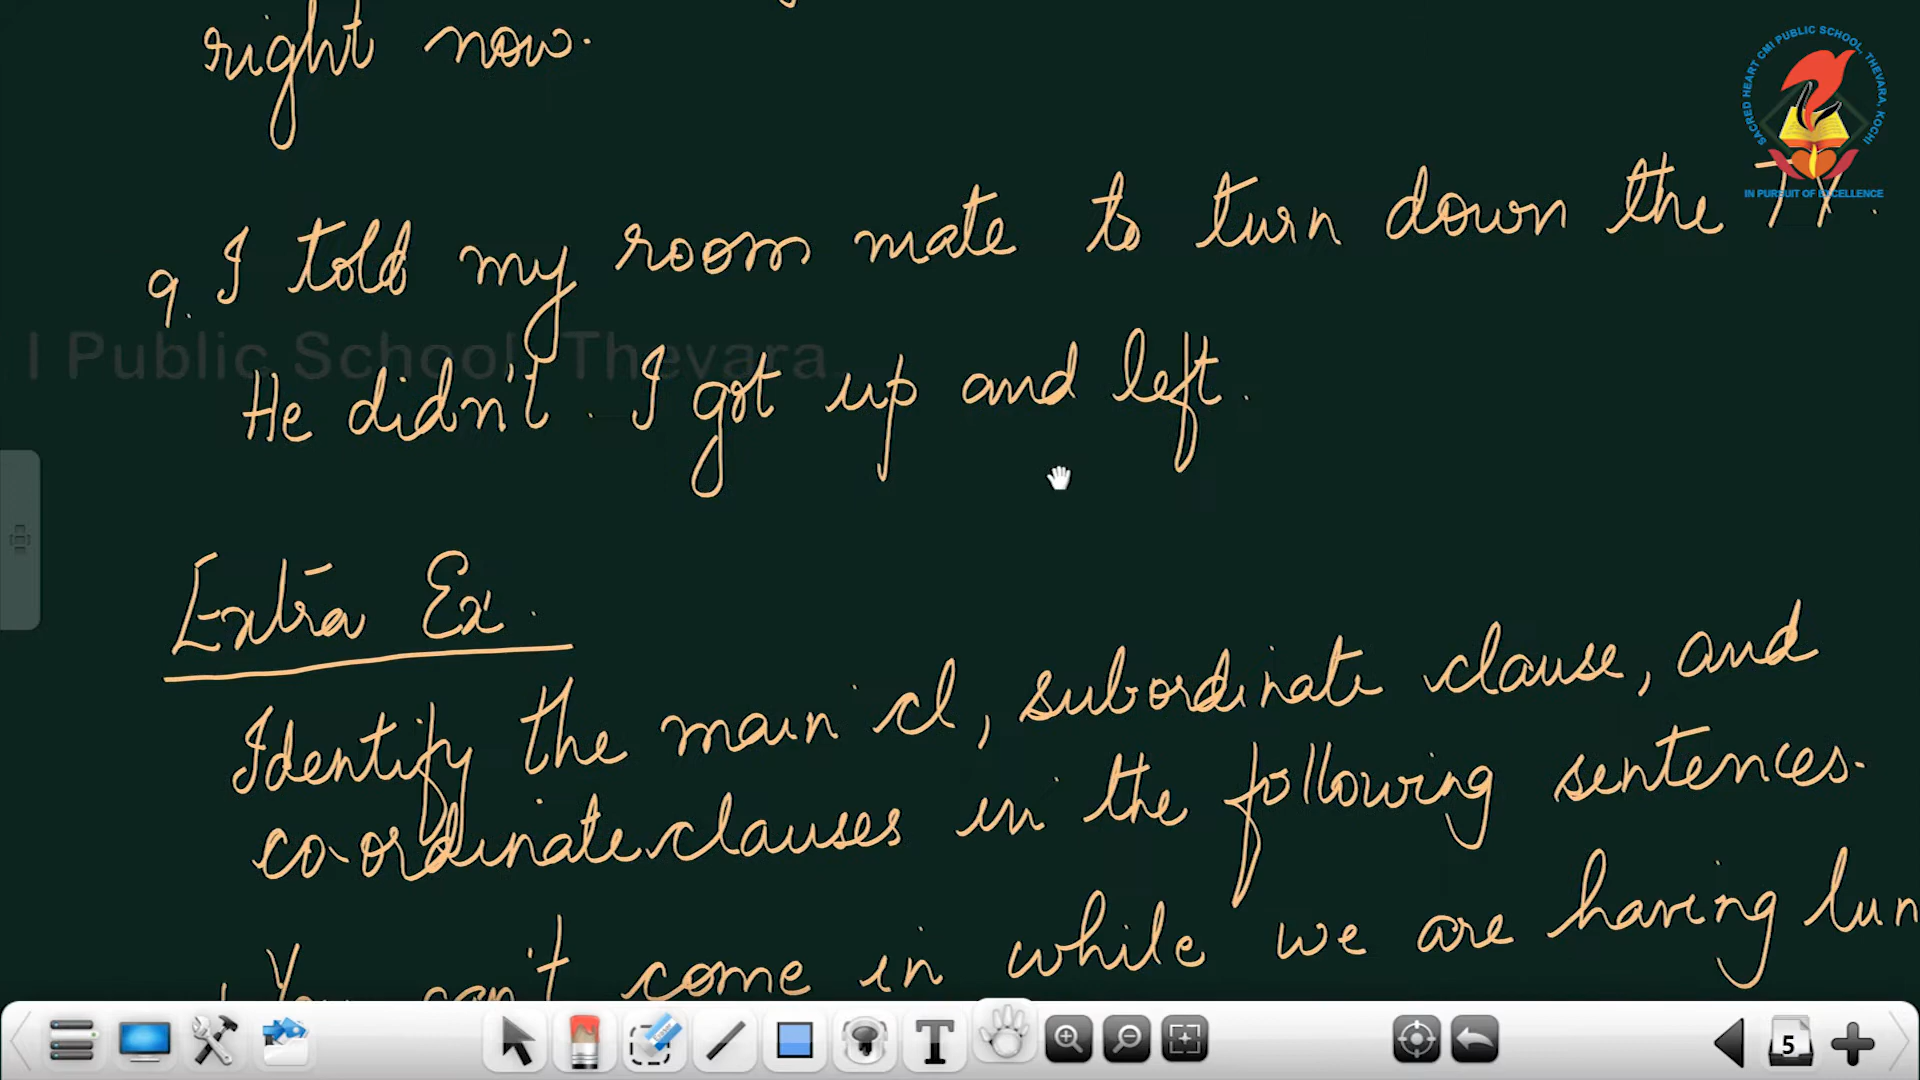 right now.
SACRED HEART CMI PUBLIC SCHOOL, THEVARA, KOCHI
IN PURSUIT OF EXCELLENCE
9. I told my room mate to turn down the TV.
I Public School, Thevara.
He didn't. I got up and left.
Extra Ex.
Identify the main cl, subordinate clause, and
co-ordinate clauses in the following sentences.
You can't come in while we are having lun
5